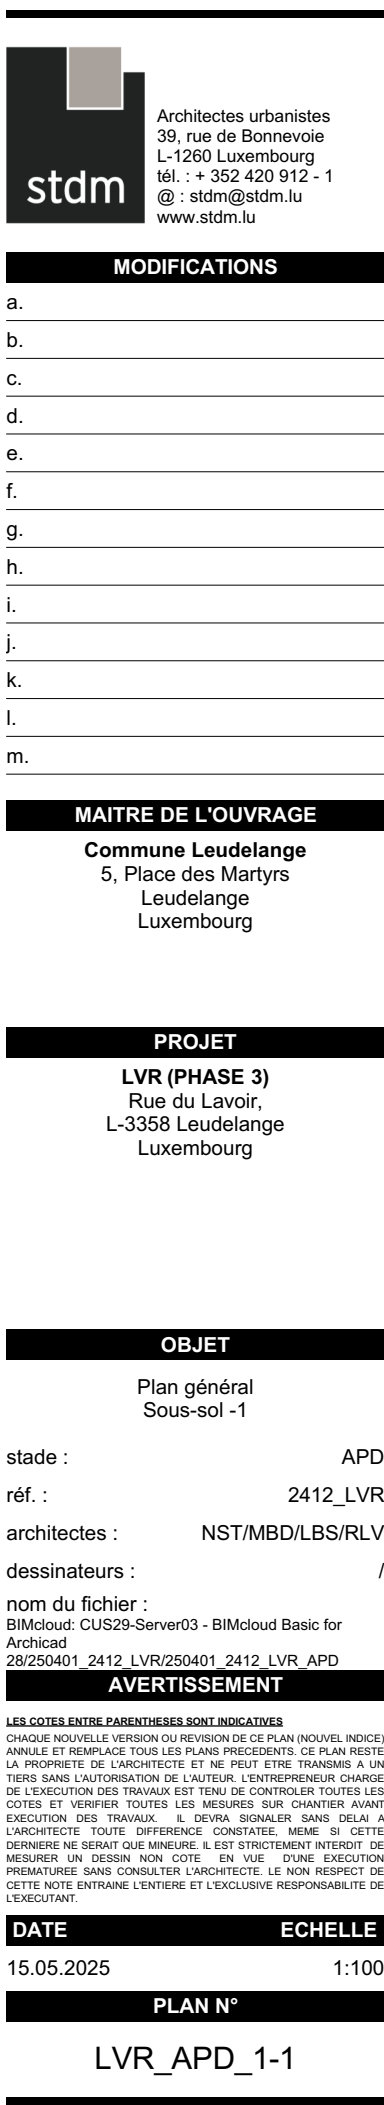 stdm
Architectes urbanistes
39, rue de Bonnevoie
L-1260 Luxembourg
tél. : + 352 420 912 - 1
@ : stdm@stdm.lu
www.stdm.lu
MODIFICATIONS
a.
b.
c.
d.
e.
f.
g.
h.
i.
j.
k.
l.
m.
MAITRE DE L'OUVRAGE
Commune Leudelange
5, Place des Martyrs
Leudelange
Luxembourg
PROJET
LVR (PHASE 3)
Rue du Lavoir,
L-3358 Leudelange
Luxembourg
OBJET
Plan général
Sous-sol -1
stade : APD
réf. : 2412_LVR
architectes : NST/MBD/LBS/RLV
dessinateurs : /
nom du fichier :
BIMcloud: CUS29-Server03 - BIMcloud Basic for
Archicad
28/250401_2412_LVR/250401_2412_LVR_APD
AVERTISSEMENT
LES COTES ENTRE PARENTHESES SONT INDICATIVES
CHAQUE NOUVELLE VERSION OU REVISION DE CE PLAN (NOUVEL INDICE)
ANNULE ET REMPLACE TOUS LES PLANS PRECEDENTS. CE PLAN RESTE
LA PROPRIETE DE L'ARCHITECTE ET NE PEUT ETRE TRANSMIS A UN
TIERS SANS L'AUTORISATION DE L'AUTEUR. L'ENTREPRENEUR CHARGE
DE L'EXECUTION DES TRAVAUX EST TENU DE CONTROLER TOUTES LES
COTES ET VERIFIER TOUTES LES MESURES SUR CHANTIER AVANT
EXECUTION DES TRAVAUX. IL DEVRA SIGNALER SANS DELAI A
L'ARCHITECTE TOUTE DIFFERENCE CONSTATEE, MEME SI CETTE
DERNIERE NE SERAIT QUE MINEURE. IL EST STRICTEMENT INTERDIT DE
MESURER UN DESSIN NON COTE EN VUE D'UNE EXECUTION
PREMATUREE SANS CONSULTER L'ARCHITECTE. LE NON RESPECT DE
CETTE NOTE ENTRAINE L'ENTIERE ET L'EXCLUSIVE RESPONSABILITE DE
L'EXECUTANT.
DATE ECHELLE
15.05.2025 1:100
PLAN N°
LVR_APD_1-1